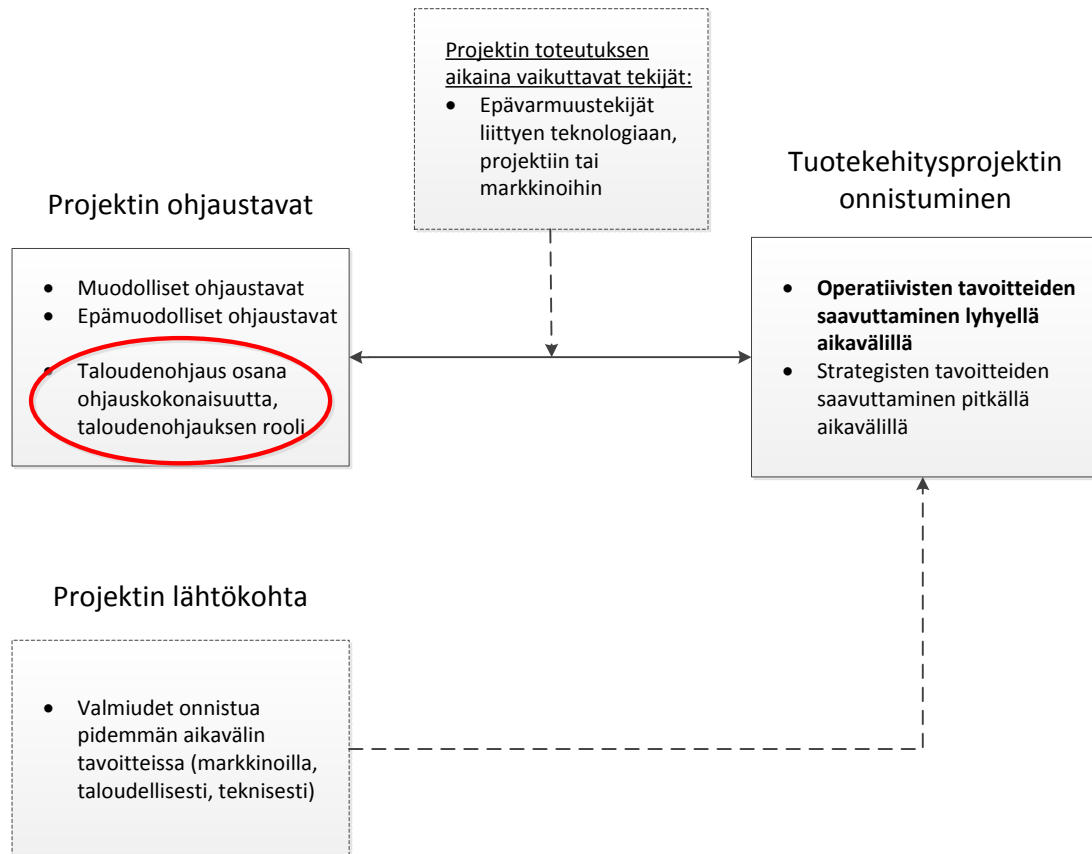 Projektin toteutuksen
aikaina vaikuttavat tekijät:
• Epävarmuustekijät
liittyen teknologiaan,
projektiin tai
markkinoihin
Projektin ohjaustavat
• Muodolliset ohjaustavat
• Epämuodolliset ohjaustavat
• Taloudenohjaus osana
ohjauskokonaisuutta,
taloudenohjauksen rooli
Tuotekehitysprojektin
onnistuminen
• Operatiivisten tavoitteiden
saavuttaminen lyhyellä
aikavälillä
• Strategisten tavoitteiden
saavuttaminen pitkällä
aikavälillä
Projektin lähtökohta
• Valmiudet onnistua
pidemmän aikavälin
tavoitteissa (markkinoilla,
taloudellisesti, teknisesti)